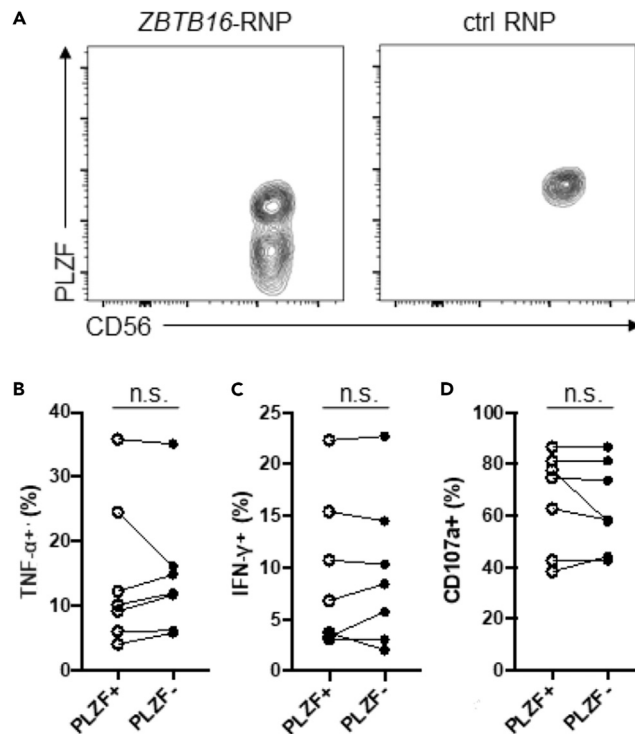 A
ZBTB16-RNP
ctrl RNP
PLZF
CD56
B
n.s.
C
n.s.
D
n.s.
40
30
20
10
0
TNF-α+· (%)
PLZF+
PLZF-
25
20
15
10
5
0
IFN-γ+ (%)
PLZF+
PLZF-
100
80
60
40
20
0
CD107a+ (%)
PLZF+
PLZF-